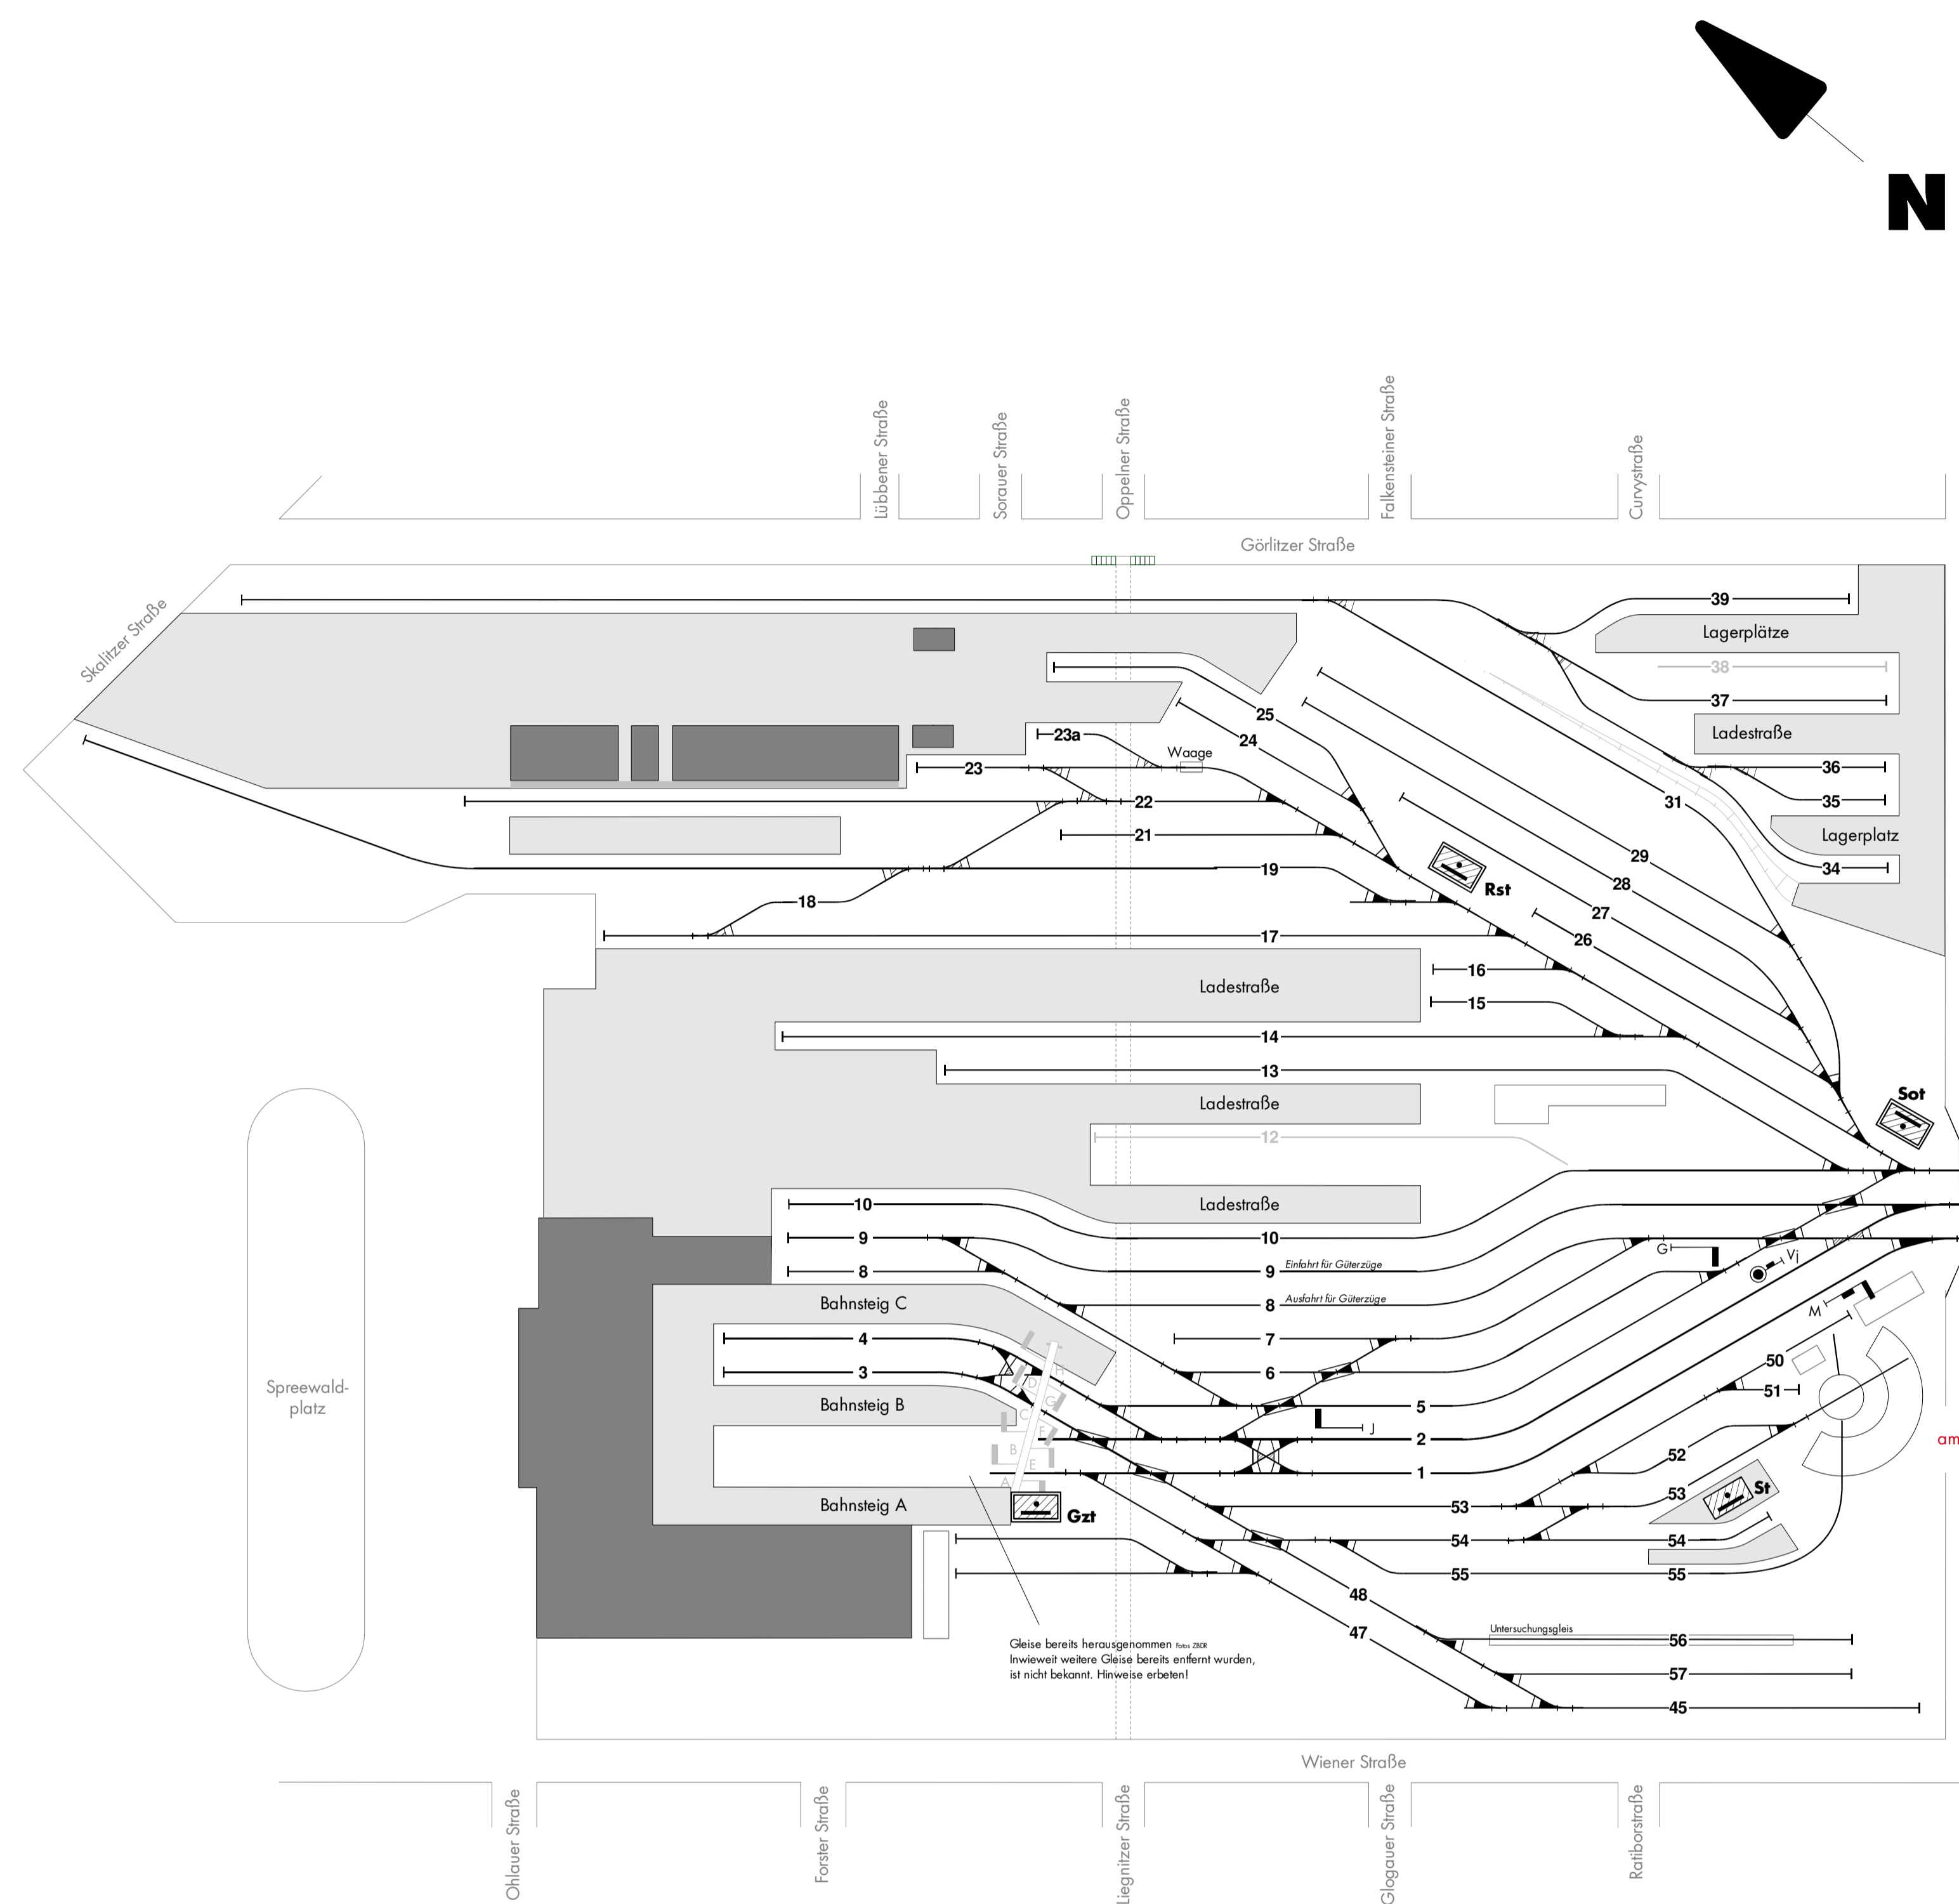 N
Lübbener Straße
Sorauer Straße
Oppelner Straße
Falkensteiner Straße
Curvystraße
Görlitzer Straße
Skalitzer Straße
39
Lagerplätze
38
37
Ladestraße
36
35
Lagerplatz
34
31
29
28
27
26
25
24
23a
Waage
23
22
21
19
18
17
Rst
16
15
Ladestraße
14
13
Ladestraße
12
Sot
Ladestraße
10
10
9
9
Einfahrt für Güterzüge
8
8
Ausfahrt für Güterzüge
G
Vj
M
Bahnsteig C
4
7
3
6
H
D
G
C
F
B
E
A
Spreewald-
platz
Bahnsteig B
5
J
2
1
50
51
52
53
53
St
am
Bahnsteig A
Gzt
54
54
55
55
48
47
Untersuchungsgleis
56
57
45
Gleise bereits herausgenommen Fotos ZBDR
Inwieweit weitere Gleise bereits entfernt wurden,
ist nicht bekannt. Hinweise erbeten!
Wiener Straße
Ohlauer Straße
Forster Straße
Liegnitzer Straße
Glogauer Straße
Ratiborstraße